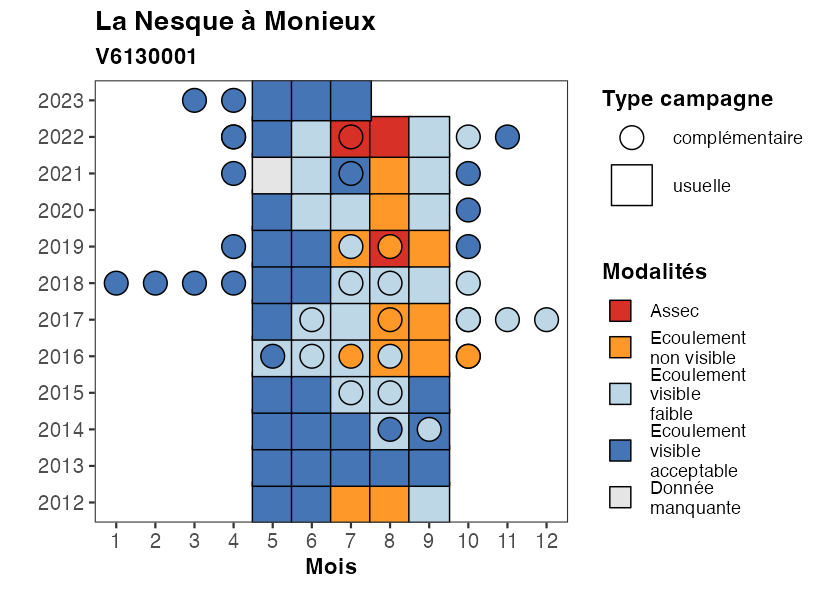 La Nesque à Monieux
V6130001
2023
2022
2021
2020
2019
2018
2017
2016
2015
2014
2013
2012
1 2 3 4 5 6 7 8 9 10 11 12
Mois
Type campagne
complémentaire
usuelle
Modalités
Assec
Ecoulement
non visible
Ecoulement
visible
faible
Ecoulement
visible
acceptable
Donnée
manquante